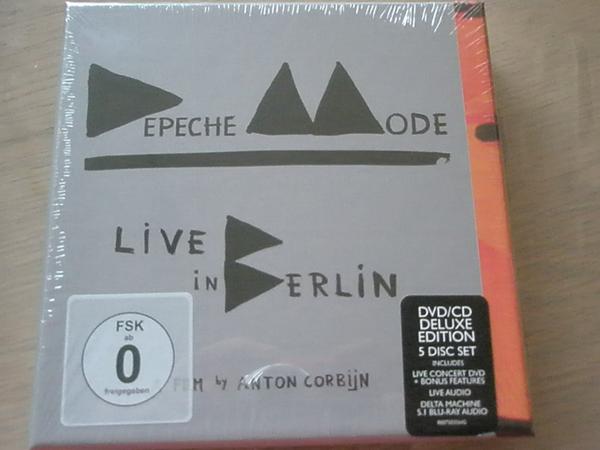 DEPECHE MODE
LiVE
iN BERLiN
FSK
ab
0
freigegeben
A FILM by ANTON CORBijN
DVD/CD
DELUXE
EDITION
5 DISC SET
INCLUDES
LIVE CONCERT DVD
+ BONUS FEATURES
LIVE AUDIO
DELTA MACHINE
5.1 BLU-RAY AUDIO